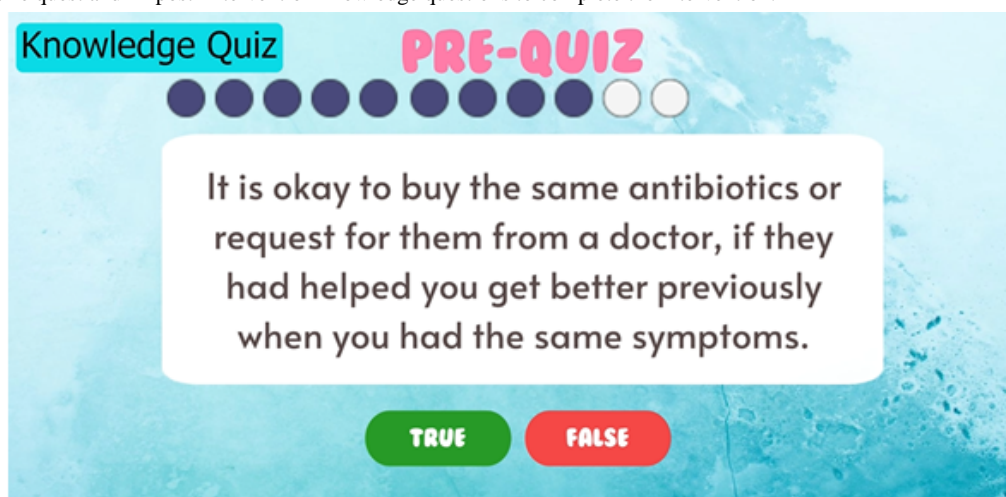 Knowledge Quiz
PRE-QUIZ
It is okay to buy the same antibiotics or
request for them from a doctor, if they
had helped you get better previously
when you had the same symptoms.
TRUE
FALSE